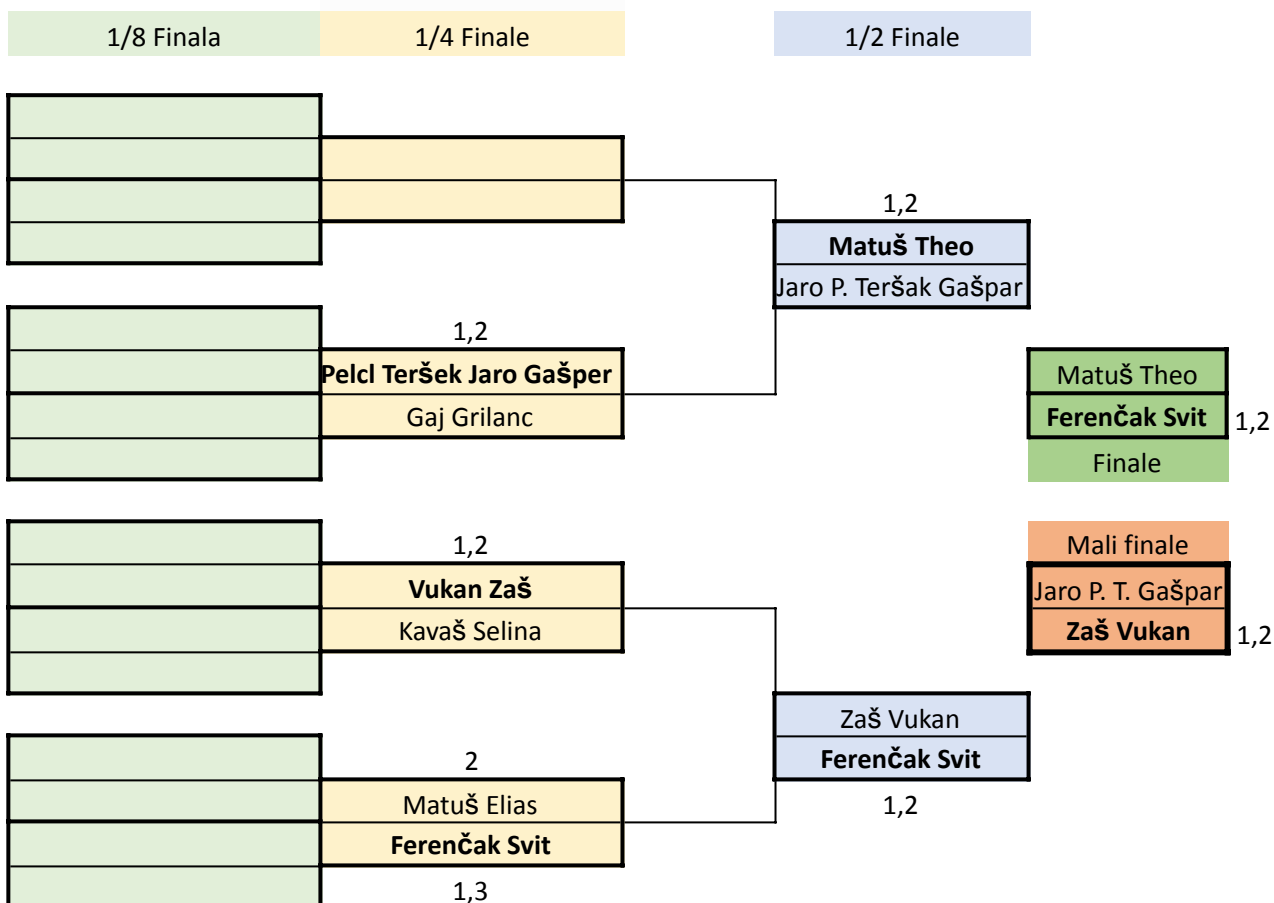 1/8 Finala
1/4 Finale
1/2 Finale
1,2
Matuš Theo
Jaro P. Teršak Gašpar
1,2
Pelcl Teršek Jaro Gašper
Gaj Grilanc
Matuš Theo
Ferenčak Svit
1,2
Finale
1,2
Vukan Zaš
Kavaš Selina
Mali finale
Jaro P. T. Gašpar
Zaš Vukan
1,2
Zaš Vukan
Ferenčak Svit
1,2
2
Matuš Elias
Ferenčak Svit
1,3